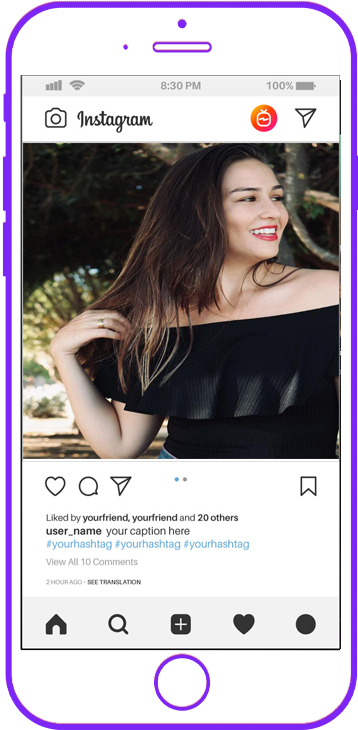 8:30 PM 100%
Instagram
Liked by yourfriend, yourfriend and 20 others
user_name your caption here
#yourhashtag #yourhashtag #yourhashtag
View All 10 Comments
2 HOUR AGO · SEE TRANSLATION